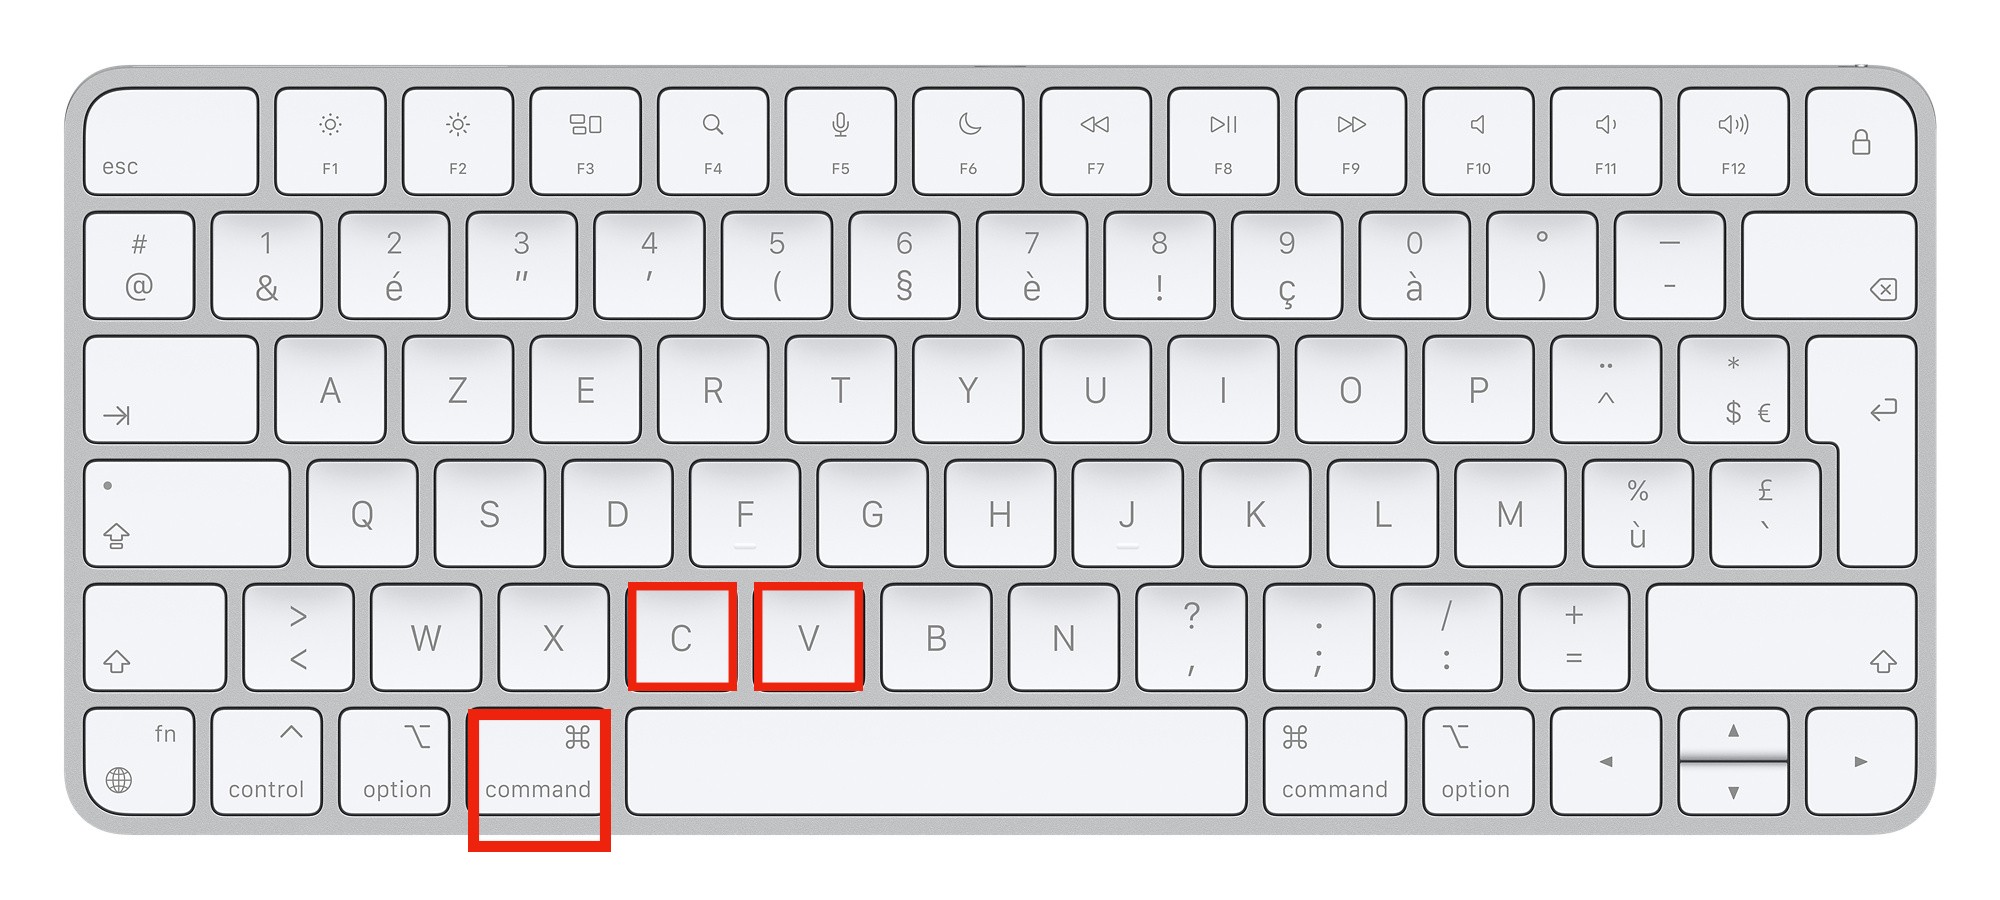 esc F1 F2 F3 F4 F5 F6 F7 F8 F9 F10 F11 F12
# 1 2 3 4 5 6 7 8 9 0 ° —
@ & é " ' ( § è ! ç à ) -
A Z E R T Y U I O P ¨ *
^ $ €
Q S D F G H J K L M % £
ù `
> W X C V B N ? . / +
< , ; : =
fn ^ ⌥ ⌘ ⌘ ⌥
control option command command option